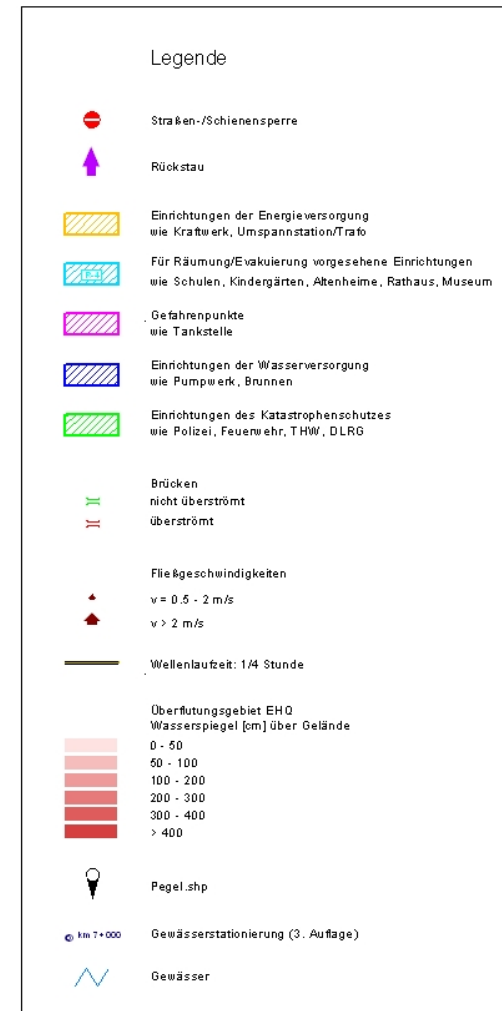 Legende
Straßen-/Schienensperre
Rückstau
Einrichtungen der Energieversorgung
wie Kraftwerk, Umspannstation/Trafo
Für Räumung/Evakuierung vorgesehene Einrichtungen
wie Schulen, Kindergärten, Altenheime, Rathaus, Museum
Gefahrenpunkte
wie Tankstelle
Einrichtungen der Wasserversorgung
wie Pumpwerk, Brunnen
Einrichtungen des Katastrophenschutzes
wie Polizei, Feuerwehr, THW, DLRG
Brücken
nicht überströmt
überströmt
Fließgeschwindigkeiten
v = 0.5 - 2 m/s
v > 2 m/s
Wellenlaufzeit: 1/4 Stunde
Überflutungsgebiet EHQ
Wasserspiegel [cm] über Gelände
0 - 50
50 - 100
100 - 200
200 - 300
300 - 400
> 400
Pegel.shp
km 7+000 Gewässerstationierung (3. Auflage)
Gewässer